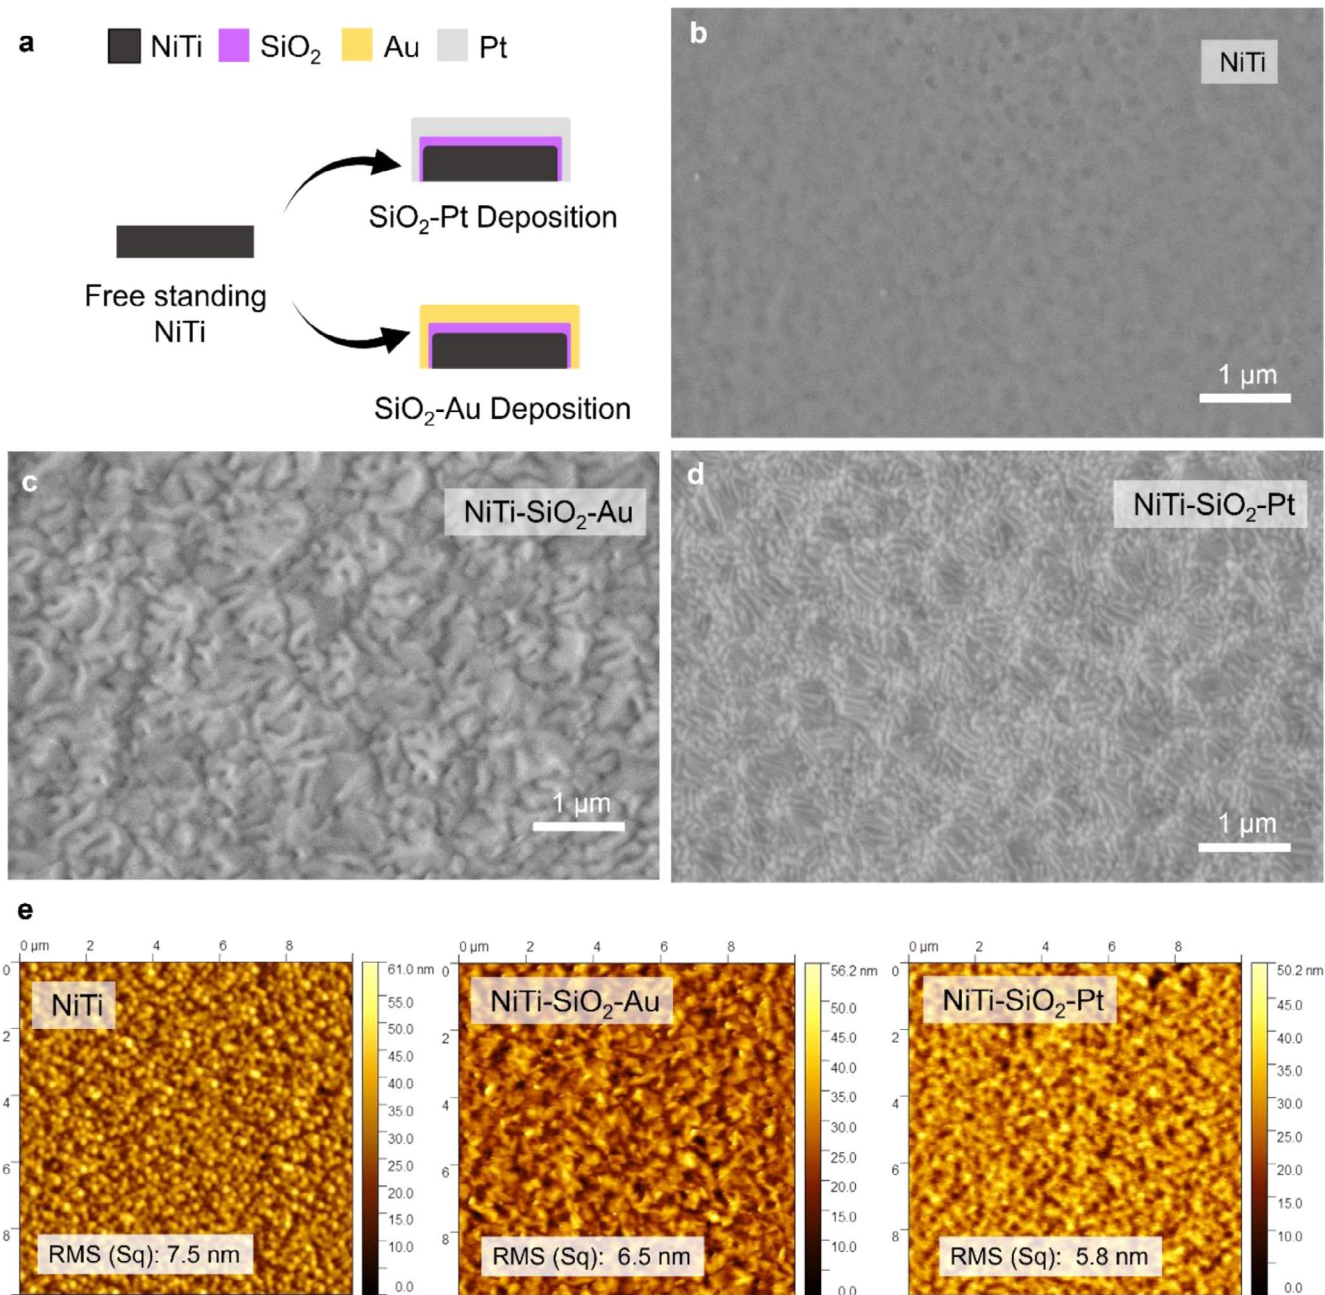 a
NiTi SiO2 Au Pt
SiO2-Pt Deposition
Free standing
NiTi
SiO2-Au Deposition
b
NiTi
1 µm
c
NiTi-SiO2-Au
1 µm
d
NiTi-SiO2-Pt
1 µm
e
0 µm 2 4 6 8
0
2
4
6
8
NiTi
RMS (Sq): 7.5 nm
61.0 nm
55.0
50.0
45.0
40.0
35.0
30.0
25.0
20.0
15.0
10.0
0.0
0 µm 2 4 6 8
0
2
4
6
8
NiTi-SiO2-Au
RMS (Sq): 6.5 nm
56.2 nm
45.0
40.0
35.0
30.0
25.0
20.0
15.0
10.0
0.0
0 µm 2 4 6 8
0
2
4
6
8
NiTi-SiO2-Pt
RMS (Sq): 5.8 nm
50.2 nm
45.0
40.0
35.0
30.0
25.0
20.0
15.0
10.0
0.0